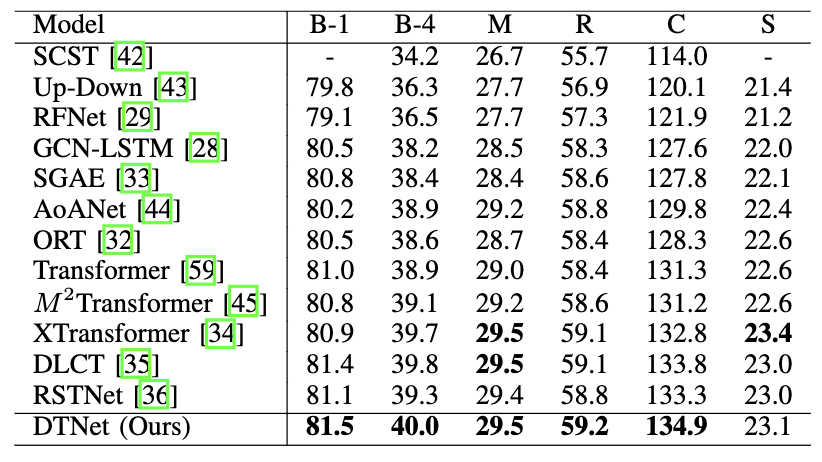 Model B-1 B-4 M R C S
SCST [42] - 34.2 26.7 55.7 114.0 -
Up-Down [43] 79.8 36.3 27.7 56.9 120.1 21.4
RFNet [29] 79.1 36.5 27.7 57.3 121.9 21.2
GCN-LSTM [28] 80.5 38.2 28.5 58.3 127.6 22.0
SGAE [33] 80.8 38.4 28.4 58.6 127.8 22.1
AoANet [44] 80.2 38.9 29.2 58.8 129.8 22.4
ORT [32] 80.5 38.6 28.7 58.4 128.3 22.6
Transformer [59] 81.0 38.9 29.0 58.4 131.3 22.6
M²Transformer [45] 80.8 39.1 29.2 58.6 131.2 22.6
XTransformer [34] 80.9 39.7 29.5 59.1 132.8 23.4
DLCT [35] 81.4 39.8 29.5 59.1 133.8 23.0
RSTNet [36] 81.1 39.3 29.4 58.8 133.3 23.0
DTNet (Ours) 81.5 40.0 29.5 59.2 134.9 23.1